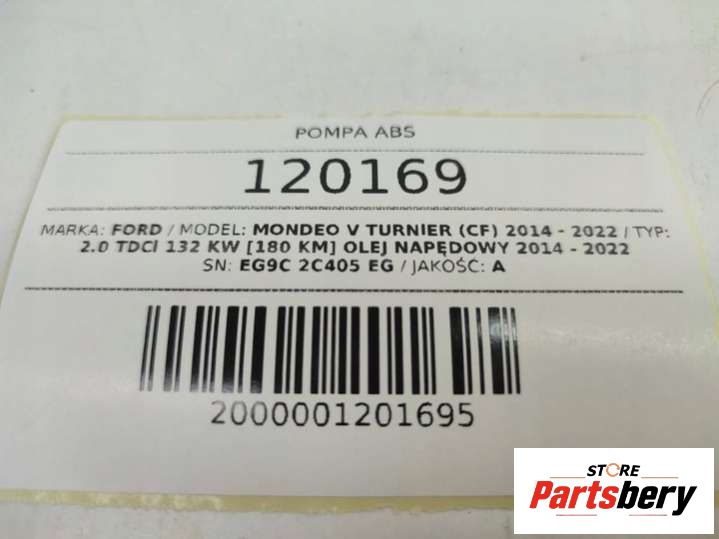 POMPA ABS
120169
MARKA: FORD / MODEL: MONDEO V TURNIER (CF) 2014 - 2022 / TYP:
2.0 TDCi 132 KW [180 KM] OLEJ NAPĘDOWY 2014 - 2022
SN: EG9C 2C405 EG / JAKOŚĆ: A
2000001201695
STORE
Partsbery